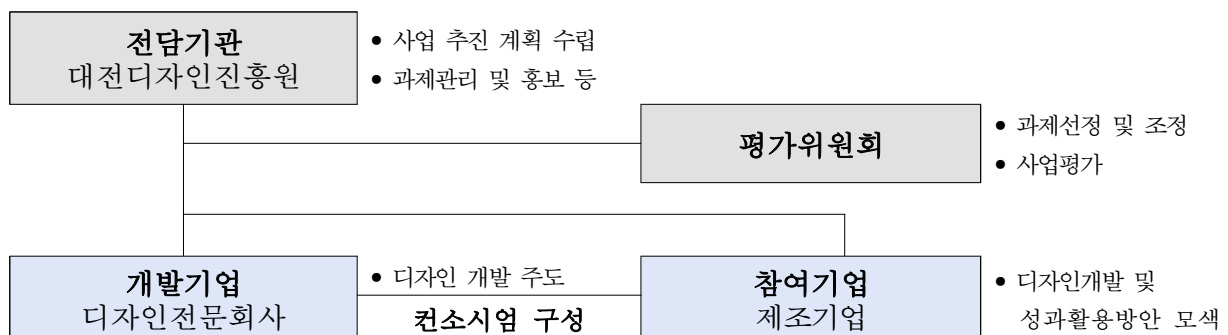 전담기관
대전디자인진흥원
• 사업 추진 계획 수립
• 과제관리 및 홍보 등
평가위원회
• 과제선정 및 조정
• 사업평가
개발기업
디자인전문회사
• 디자인 개발 주도
컨소시엄 구성
참여기업
제조기업
• 디자인개발 및
성과활용방안 모색